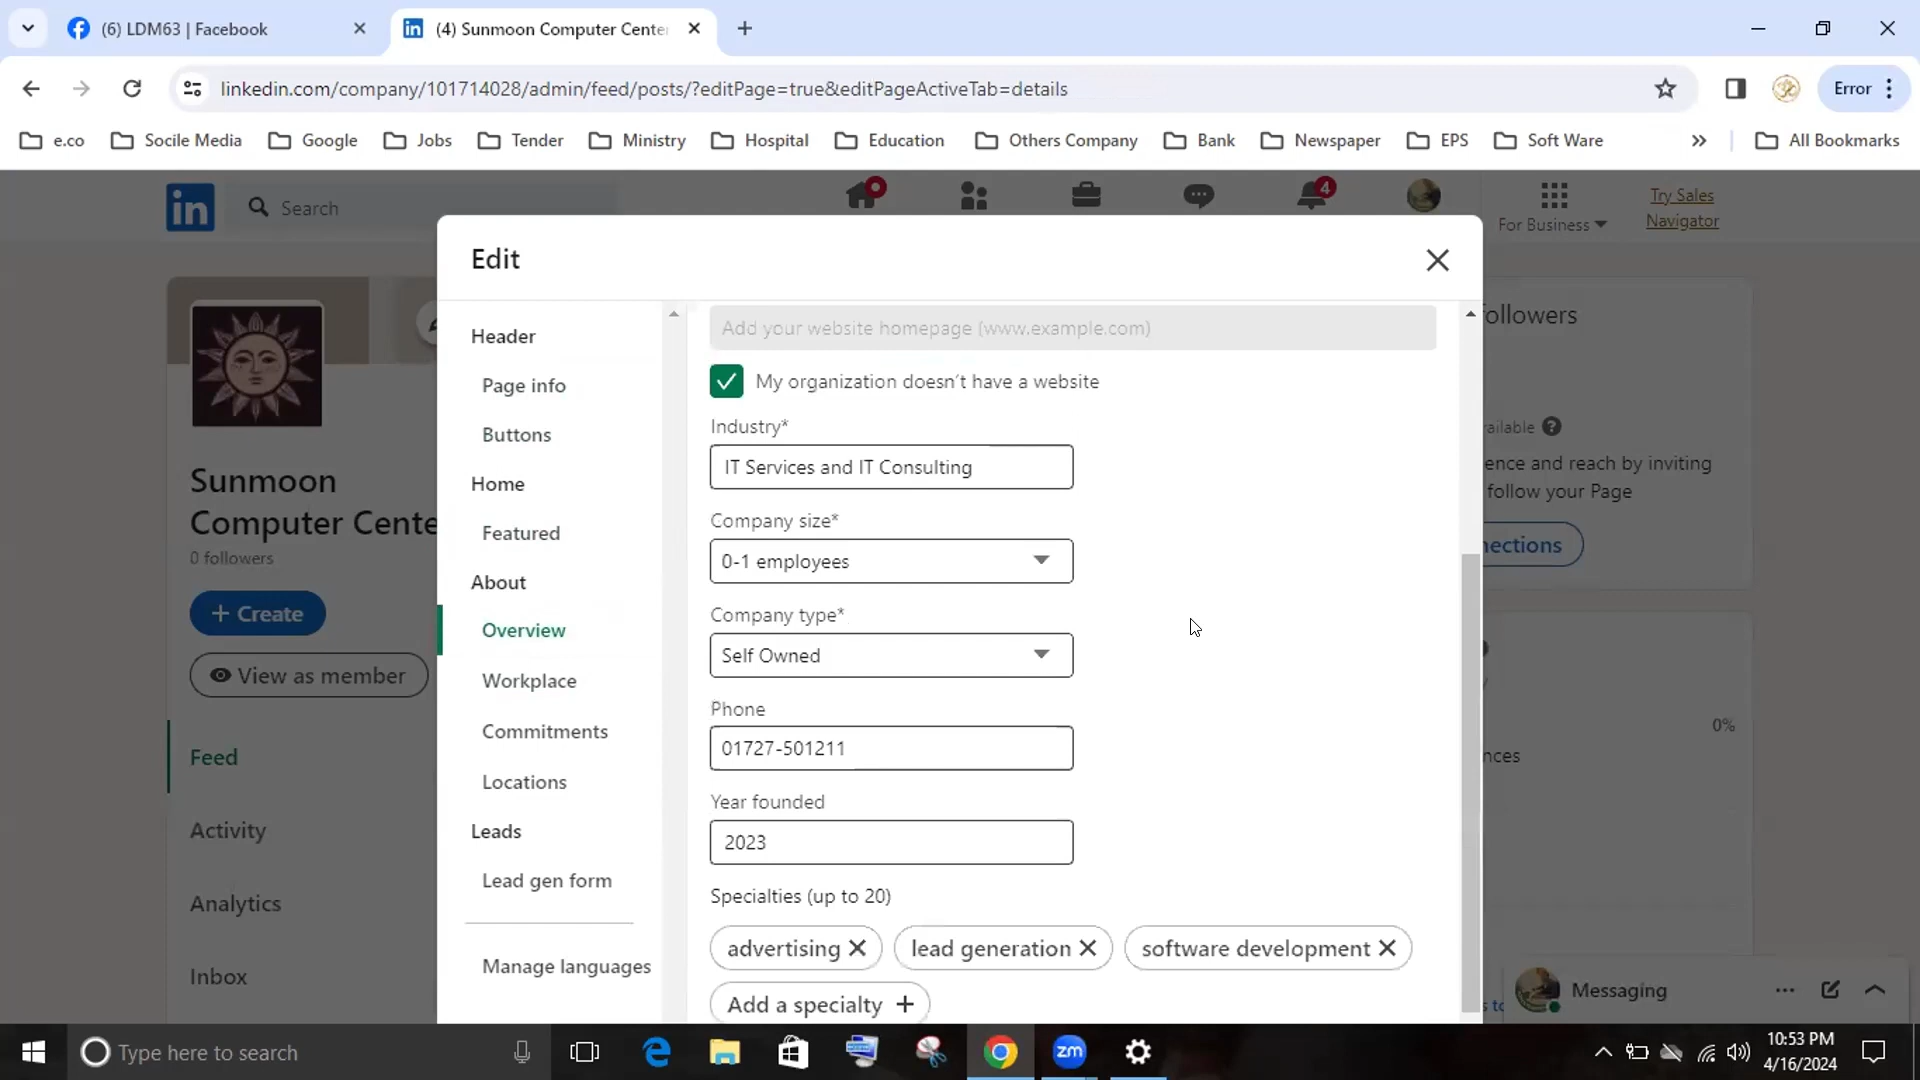 (6) LDM63 | Facebook
(4) Sunmoon Computer Cente
linkedin.com/company/101714028/admin/feed/posts/?editPage=true&editPageActiveTab=details
Error
e.co
Socile Media
Google
Jobs
Tender
Ministry
Hospital
Education
Others Company
Bank
Newspaper
EPS
Soft Ware
All Bookmarks
in
Search
4
For Business
Try Sales
Navigator
Edit
Header
Page info
Buttons
Home
Featured
About
Overview
Workplace
Commitments
Locations
Leads
Lead gen form
Manage languages
Add your website homepage (www.example.com)
My organization doesn't have a website
Industry*
IT Services and IT Consulting
Company size*
0-1 employees
Company type*
Self Owned
Phone
01727-501211
Year founded
2023
Specialties (up to 20)
advertising
lead generation
software development
Add a specialty +
Sunmoon
Computer Cente
0 followers
+ Create
View as member
Feed
Activity
Analytics
Inbox
ollowers
ailable
ence and reach by inviting
follow your Page
nections
0%
nces
Messaging
Type here to search
zm
10:53 PM
4/16/2024